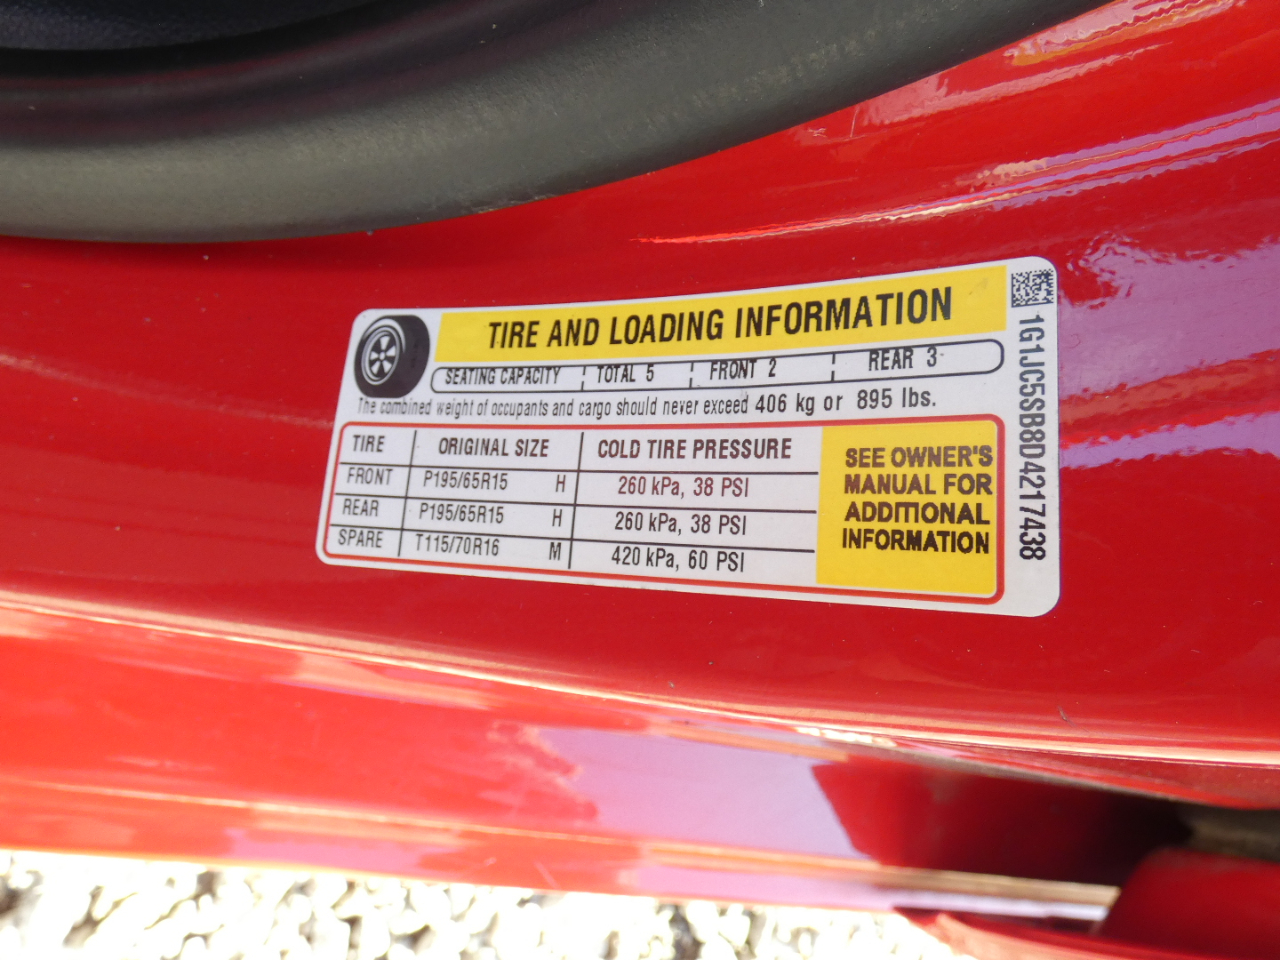 TIRE AND LOADING INFORMATION
SEATING CAPACITY TOTAL 5 FRONT 2 REAR 3
The combined weight of occupants and cargo should never exceed 406 kg or 895 lbs.
TIRE ORIGINAL SIZE COLD TIRE PRESSURE
FRONT P195/65R15 H 260 kPa, 38 PSI
REAR P195/65R15 H 260 kPa, 38 PSI
SPARE T115/70R16 M 420 kPa, 60 PSI
SEE OWNER'S
MANUAL FOR
ADDITIONAL
INFORMATION
1G1JC5SB8D4217438